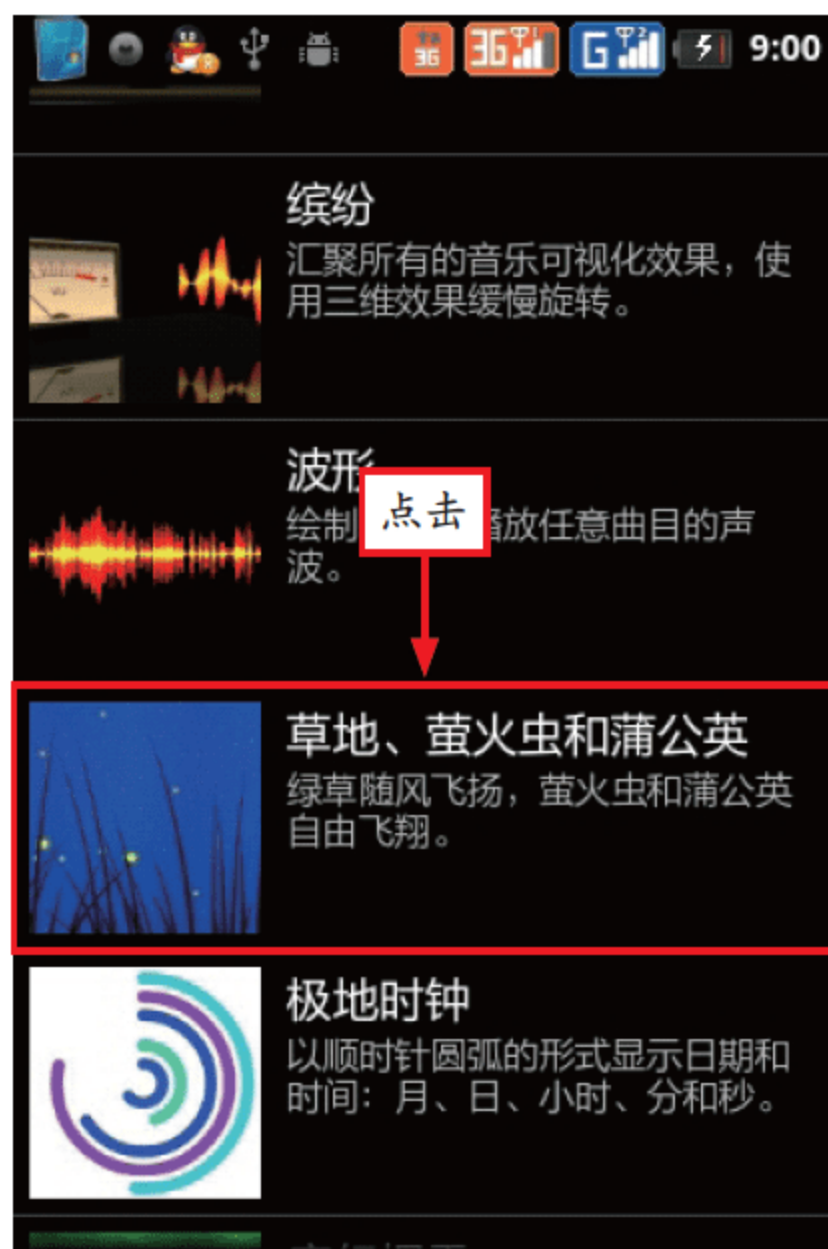 3G
3G 1
G 2
9:00
缤纷
汇聚所有的音乐可视化效果，使
用三维效果缓慢旋转。
波形
点击
绘制 播放任意曲目的声
波。
草地、萤火虫和蒲公英
绿草随风飞扬，萤火虫和蒲公英
自由飞翔。
极地时钟
以顺时针圆弧的形式显示日期和
时间：月、日、小时、分和秒。